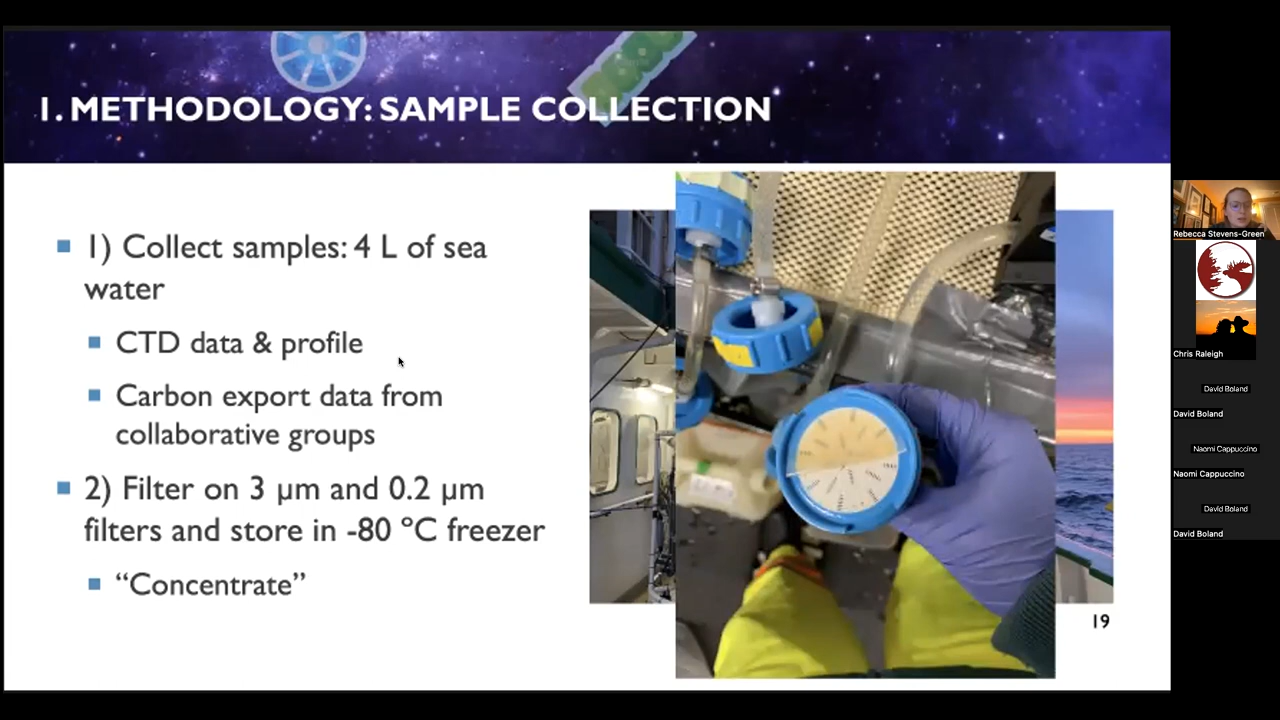 1. METHODOLOGY: SAMPLE COLLECTION
1) Collect samples: 4 L of sea
water
CTD data & profile
Carbon export data from
collaborative groups
2) Filter on 3 µm and 0.2 µm
filters and store in -80 ºC freezer
“Concentrate”
19
Rebecca Stevens-Green
Chris Raleigh
David Boland
David Boland
Naomi Cappuccino
Naomi Cappuccino
David Boland
David Boland